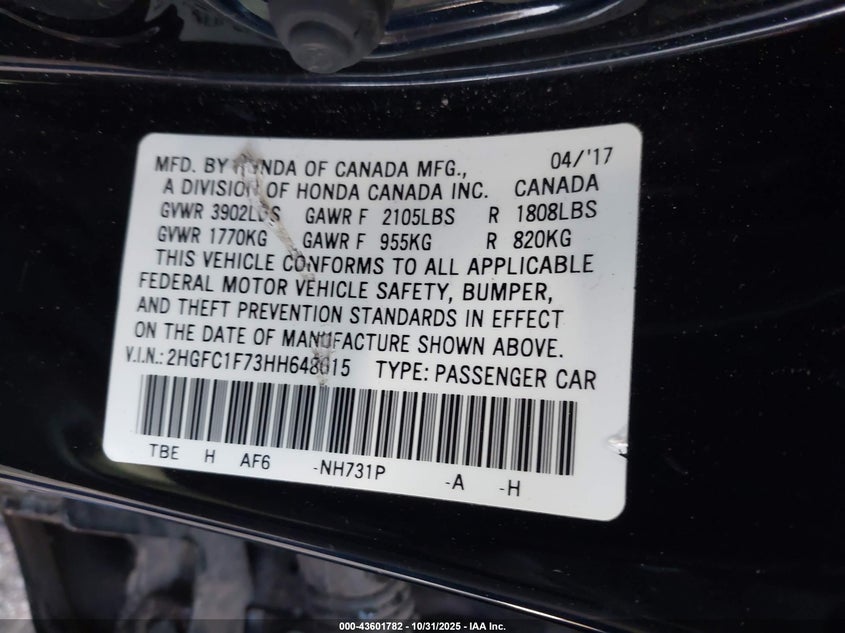 MFD. BY HONDA OF CANADA MFG., 04/'17
A DIVISION OF HONDA CANADA INC. CANADA
GVWR 3902LBS GAWR F 2105LBS R 1808LBS
GVWR 1770KG GAWR F 955KG R 820KG
THIS VEHICLE CONFORMS TO ALL APPLICABLE
FEDERAL MOTOR VEHICLE SAFETY, BUMPER,
AND THEFT PREVENTION STANDARDS IN EFFECT
ON THE DATE OF MANUFACTURE SHOWN ABOVE.
V.I.N.: 2HGFC1F73HH648615 TYPE: PASSENGER CAR
TBE H AF6 -NH731P -A -H
000-43601782 - 10/31/2025 - IAA Inc.